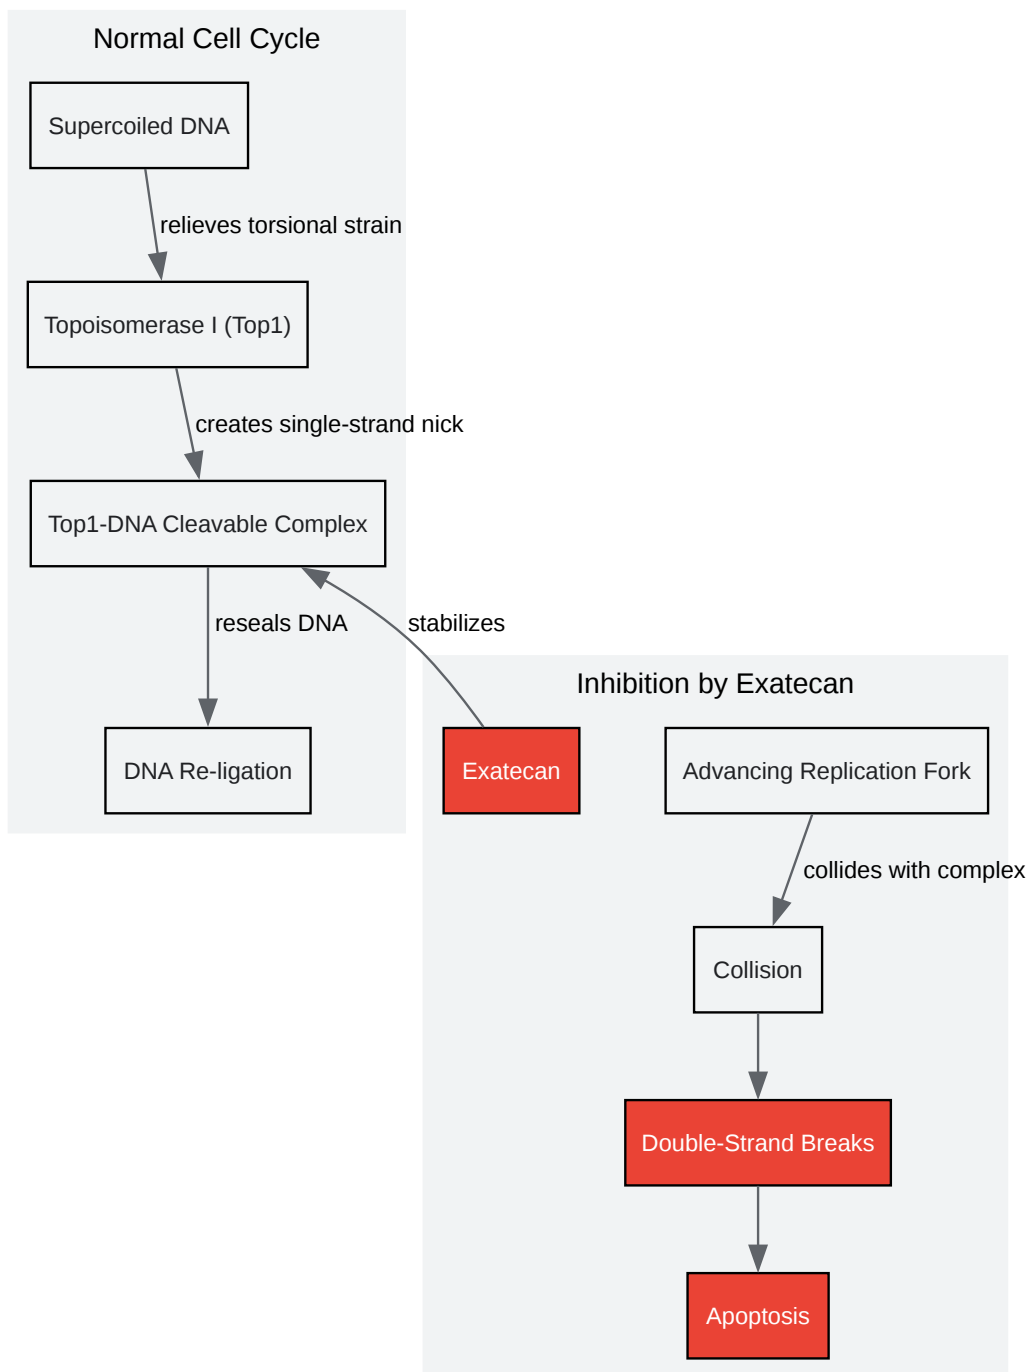 Normal Cell Cycle
Supercoiled DNA
relieves torsional strain
Topoisomerase I (Top1)
creates single-strand nick
Top1-DNA Cleavable Complex
reseals DNA
stabilizes
DNA Re-ligation
Inhibition by Exatecan
Exatecan
Advancing Replication Fork
collides with complex
Collision
Double-Strand Breaks
Apoptosis